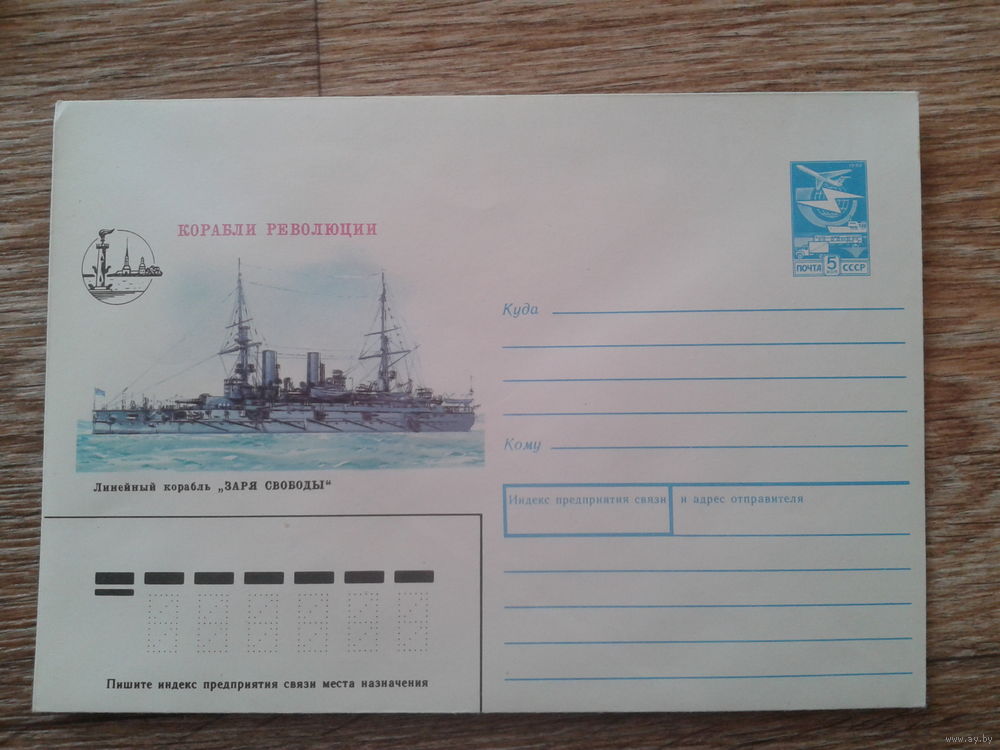 КОРАБЛИ РЕВОЛЮЦИИ
Линейный корабль „ЗАРЯ СВОБОДЫ“
ПОЧТА 5 КОП СССР
Куда
Кому
Индекс предприятия связи и адрес отправителя
Пишите индекс предприятия связи места назначения
www.ay.by